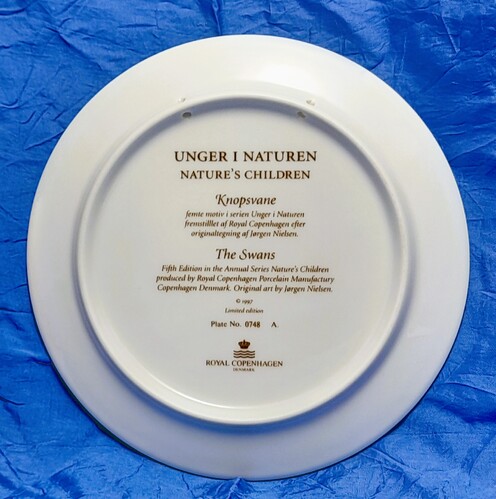 UNGER I NATUREN
NATURE'S CHILDREN
Knopsvane
femte motiv i serien Unger i Naturen
fremstillet af Royal Copenhagen efter
originaltegning af Jørgen Nielsen.
The Swans
Fifth Edition in the Annual Series Nature's Children
produced by Royal Copenhagen Porcelain Manufactury
Copenhagen Denmark. Original art by Jørgen Nielsen.
© 1997
Limited edition
Plate No. 0748 A.
ROYAL COPENHAGEN
DENMARK